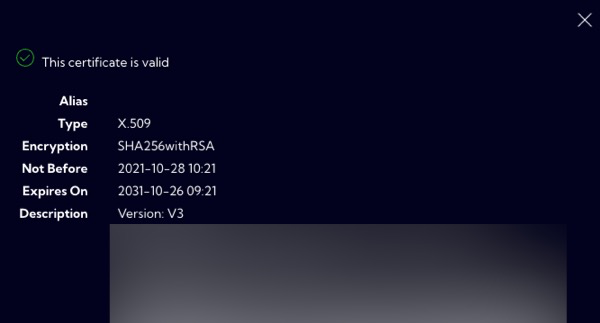 This certificate is valid
Alias
Type X.509
Encryption SHA256withRSA
Not Before 2021-10-28 10:21
Expires On 2031-10-26 09:21
Description Version: V3